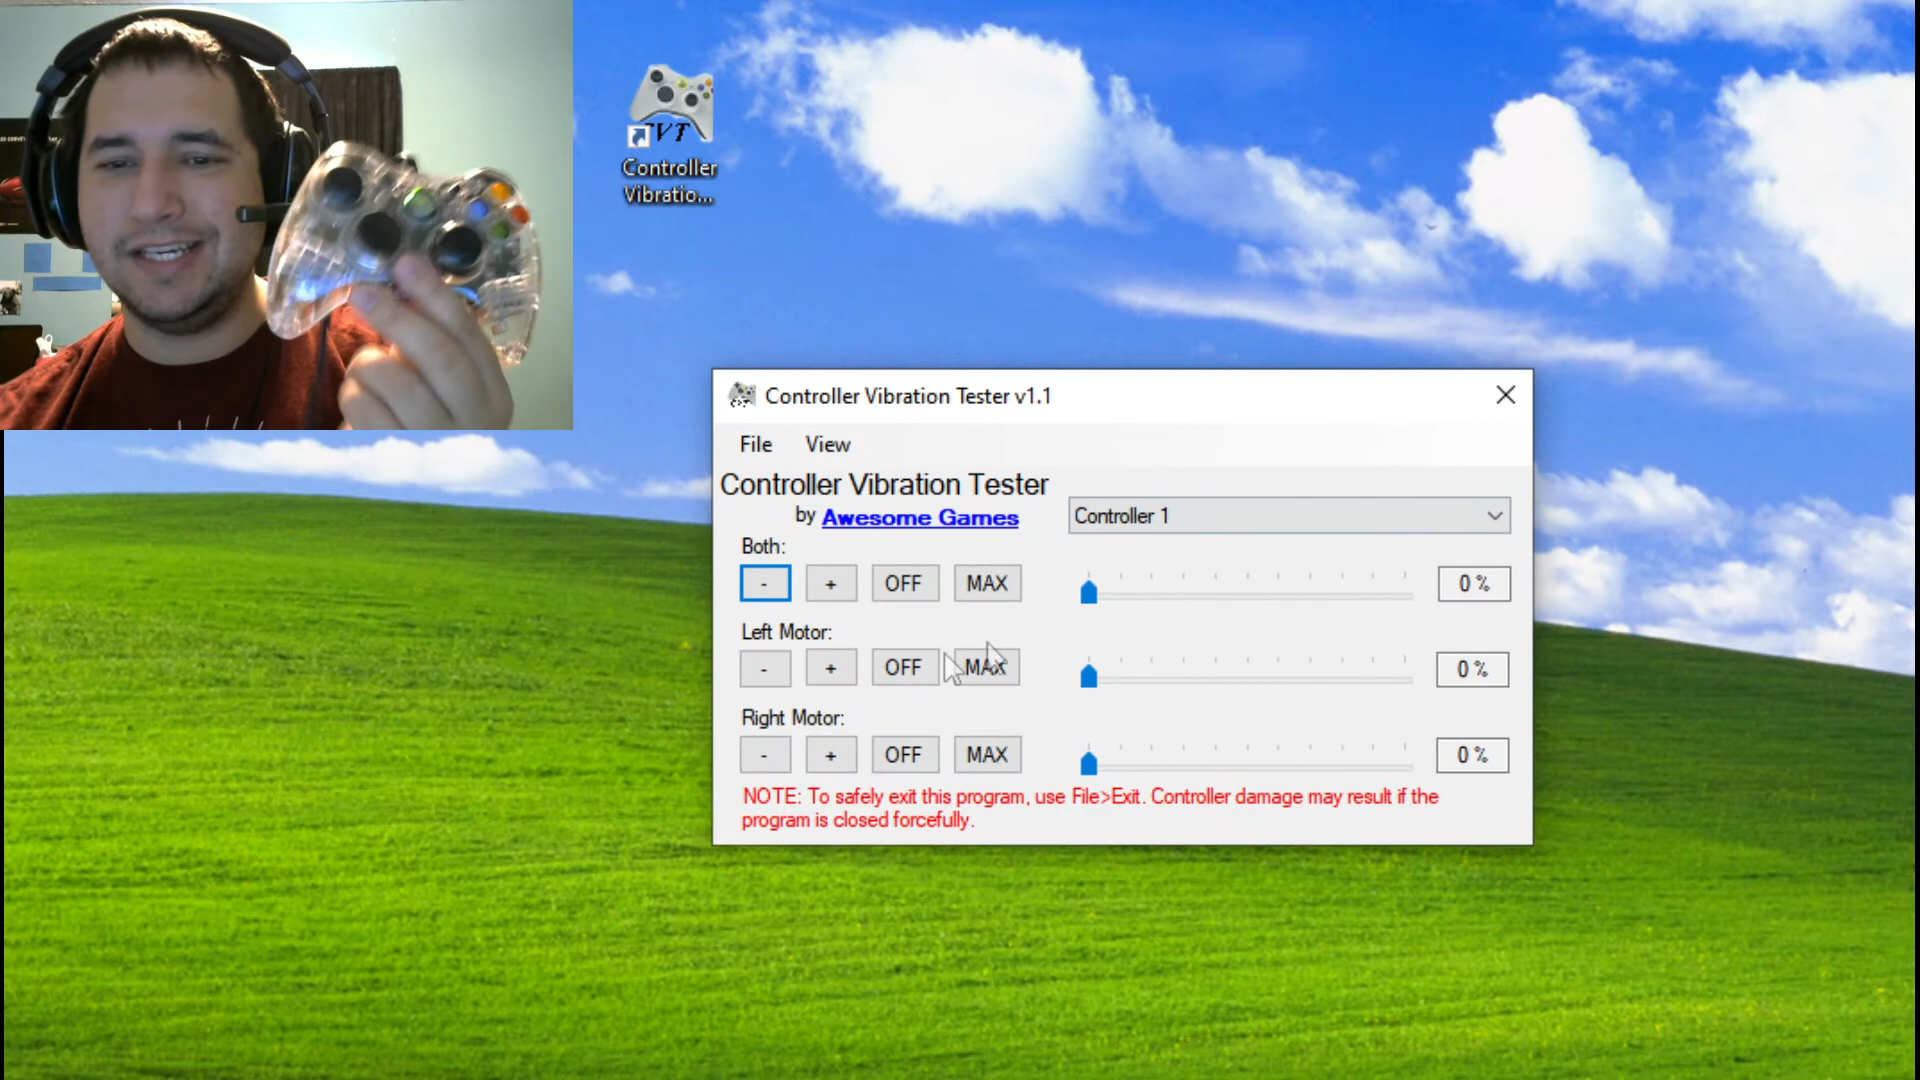 CVT
Controller
Vibratio...
Controller Vibration Tester v1.1
File View
Controller Vibration Tester
by Awesome Games
Controller 1
Both:
- + OFF MAX 0 %
Left Motor:
- + OFF MAX 0 %
Right Motor:
- + OFF MAX 0 %
NOTE: To safely exit this program, use File>Exit. Controller damage may result if the
program is closed forcefully.